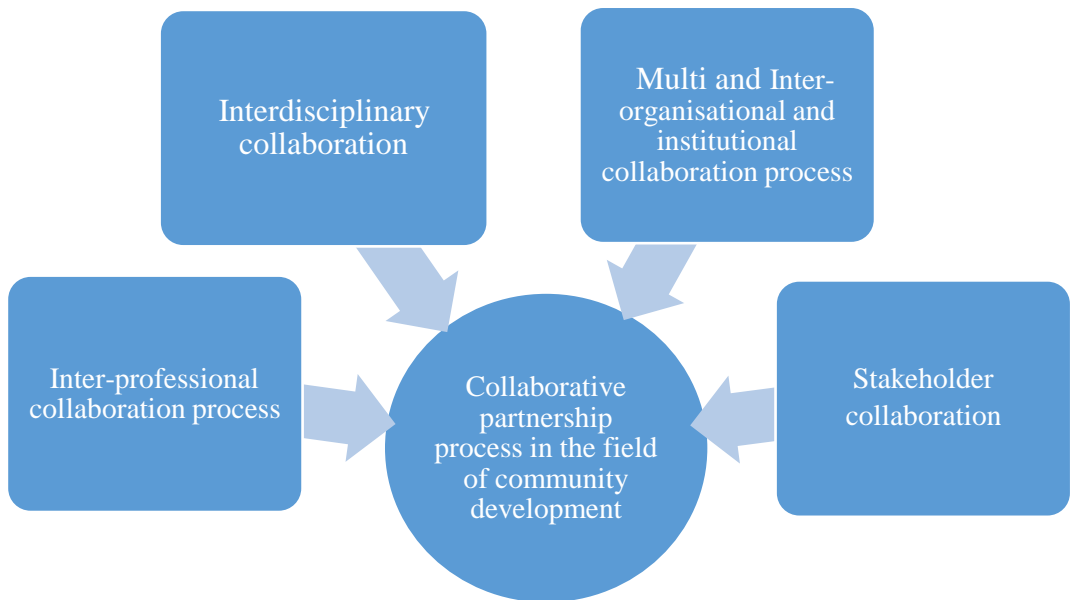 Interdisciplinary
collaboration
Multi and Inter-
organisational and
institutional
collaboration process
Inter-professional
collaboration process
Collaborative
partnership
process in the field
of community
development
Stakeholder
collaboration